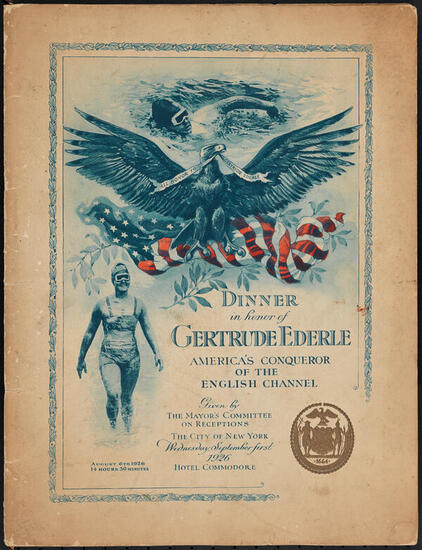 DINNER
in honor of
GERTRUDE EDERLE
AMERICA'S CONQUEROR
OF THE
ENGLISH CHANNEL
Given by
THE MAYOR'S COMMITTEE
ON RECEPTIONS
THE CITY OF NEW YORK
Wednesday September first
1926
HOTEL COMMODORE
AUGUST 6TH 1926
14 HOURS 30 MINUTES